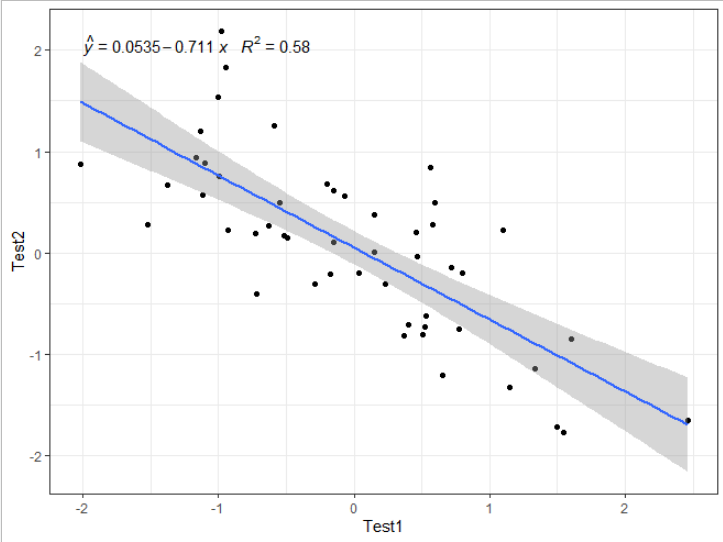 ŷ = 0.0535 – 0.711 x R² = 0.58
2
1
0
-1
-2
Test2
-2 -1 0 1 2
Test1